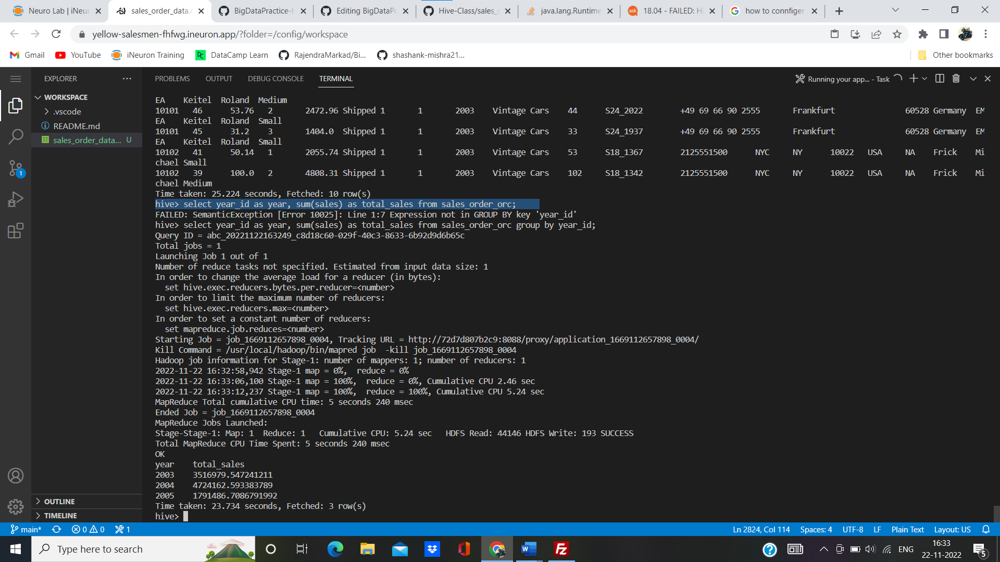 Neuro Lab | iNeur
sales_order_data.c
BigDataPractice-H
Editing BigDataPr
Hive-Class/sales_c
java.lang.Runtime
18.04 - FAILED: Hi
how to connfiger
yellow-salesmen-fhfwg.ineuron.app/?folder=/config/workspace
Gmail
YouTube
iNeuron Training
DataCamp Learn
RajendraMarkad/Bi...
shashank-mishra21...
Other bookmarks
EXPLORER
PROBLEMS OUTPUT DEBUG CONSOLE TERMINAL
Running your app... - Task
WORKSPACE
.vscode
README.md
sales_order_data... U
1
EA Keitel Roland Medium
10101 46 53.76 2 2472.96 Shipped 1 1 2003 Vintage Cars 44 S24_2022 +49 69 66 90 2555 Frankfurt 60528 Germany EM
EA Keitel Roland Small
10101 45 31.2 3 1404.0 Shipped 1 1 2003 Vintage Cars 33 S24_1937 +49 69 66 90 2555 Frankfurt 60528 Germany EM
EA Keitel Roland Small
10102 41 50.14 1 2055.74 Shipped 1 1 2003 Vintage Cars 53 S18_1367 2125551500 NYC NY 10022 USA NA Frick Mi
chael Small
10102 39 100.0 2 4808.31 Shipped 1 1 2003 Vintage Cars 102 S18_1342 2125551500 NYC NY 10022 USA NA Frick Mi
chael Medium
Time taken: 25.224 seconds, Fetched: 10 row(s)
hive> select year_id as year, sum(sales) as total_sales from sales_order_orc;
FAILED: SemanticException [Error 10025]: Line 1:7 Expression not in GROUP BY key 'year_id'
hive> select year_id as year, sum(sales) as total_sales from sales_order_orc group by year_id;
Query ID = abc_20221122163249_c8d18c60-029f-40c3-8633-6b92d9d6b65c
Total jobs = 1
Launching Job 1 out of 1
Number of reduce tasks not specified. Estimated from input data size: 1
In order to change the average load for a reducer (in bytes):
set hive.exec.reducers.bytes.per.reducer=<number>
In order to limit the maximum number of reducers:
set hive.exec.reducers.max=<number>
In order to set a constant number of reducers:
set mapreduce.job.reduces=<number>
Starting Job = job_1669112657898_0004, Tracking URL = http://72d7d807b2c9:8088/proxy/application_1669112657898_0004/
Kill Command = /usr/local/hadoop/bin/mapred job -kill job_1669112657898_0004
Hadoop job information for Stage-1: number of mappers: 1; number of reducers: 1
2022-11-22 16:32:58,942 Stage-1 map = 0%, reduce = 0%
2022-11-22 16:33:06,100 Stage-1 map = 100%, reduce = 0%, Cumulative CPU 2.46 sec
2022-11-22 16:33:12,237 Stage-1 map = 100%, reduce = 100%, Cumulative CPU 5.24 sec
MapReduce Total cumulative CPU time: 5 seconds 240 msec
Ended Job = job_1669112657898_0004
MapReduce Jobs Launched:
Stage-Stage-1: Map: 1 Reduce: 1 Cumulative CPU: 5.24 sec HDFS Read: 44146 HDFS Write: 193 SUCCESS
Total MapReduce CPU Time Spent: 5 seconds 240 msec
OK
year total_sales
2003 3516979.547241211
2004 4724162.593383789
2005 1791486.7086791992
Time taken: 23.734 seconds, Fetched: 3 row(s)
hive>
OUTLINE
TIMELINE
main* 0 0 1
Ln 2824, Col 114 Spaces: 4 UTF-8 LF Plain Text Layout: US
Type here to search
ENG
16:33
22-11-2022
5